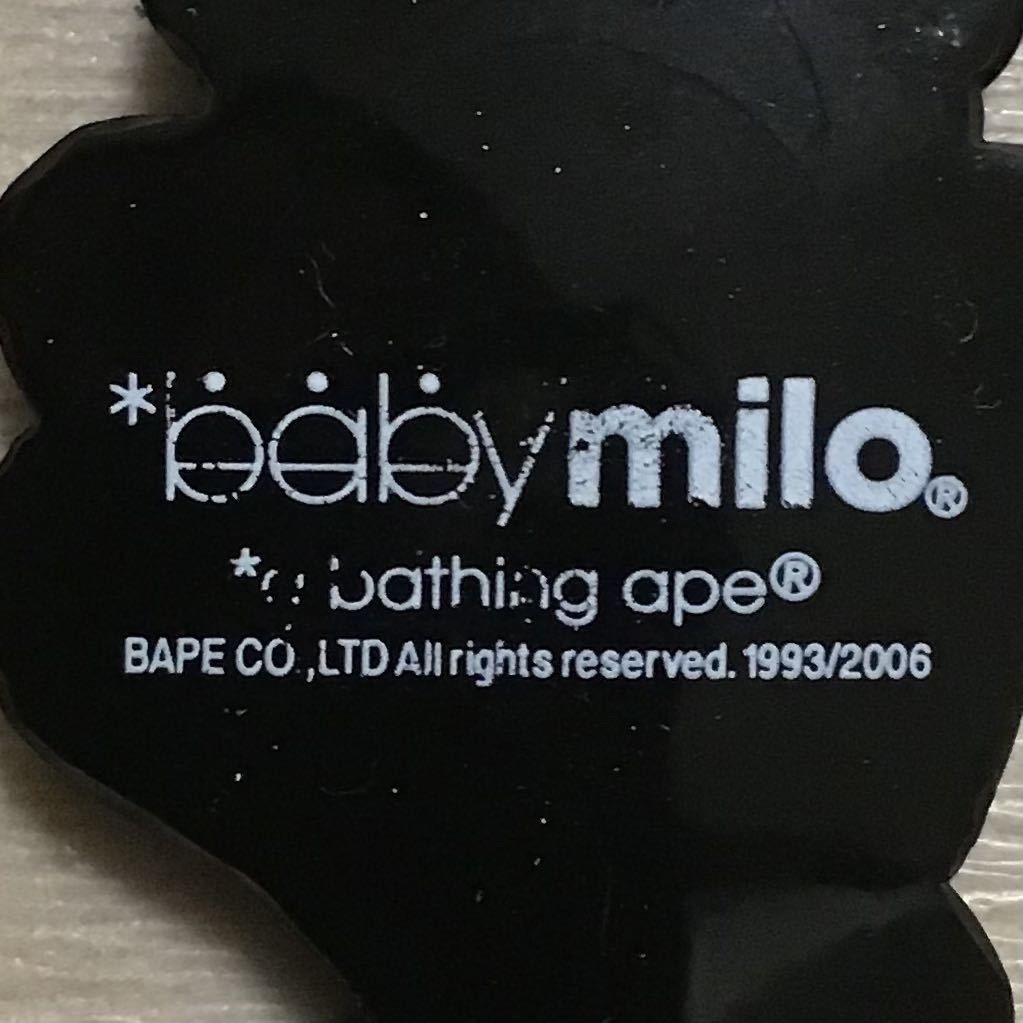 *baby milo®
*a bathing ape®
BAPE CO.,LTD All rights reserved. 1993/2006